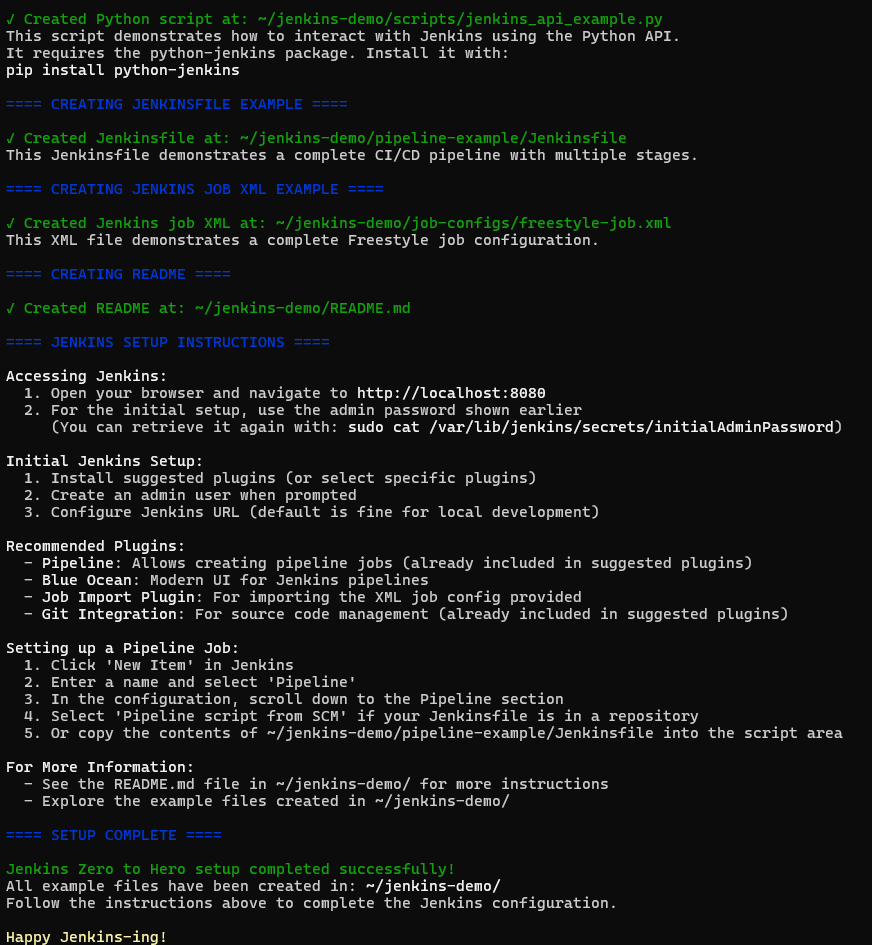 ✓ Created Python script at: ~/jenkins-demo/scripts/jenkins_api_example.py
This script demonstrates how to interact with Jenkins using the Python API.
It requires the python-jenkins package. Install it with:
pip install python-jenkins
==== CREATING JENKINSFILE EXAMPLE ====
✓ Created Jenkinsfile at: ~/jenkins-demo/pipeline-example/Jenkinsfile
This Jenkinsfile demonstrates a complete CI/CD pipeline with multiple stages.
==== CREATING JENKINS JOB XML EXAMPLE ====
✓ Created Jenkins job XML at: ~/jenkins-demo/job-configs/freestyle-job.xml
This XML file demonstrates a complete Freestyle job configuration.
==== CREATING README ====
✓ Created README at: ~/jenkins-demo/README.md
==== JENKINS SETUP INSTRUCTIONS ====
Accessing Jenkins:
1. Open your browser and navigate to http://localhost:8080
2. For the initial setup, use the admin password shown earlier
(You can retrieve it again with: sudo cat /var/lib/jenkins/secrets/initialAdminPassword)
Initial Jenkins Setup:
1. Install suggested plugins (or select specific plugins)
2. Create an admin user when prompted
3. Configure Jenkins URL (default is fine for local development)
Recommended Plugins:
- Pipeline: Allows creating pipeline jobs (already included in suggested plugins)
- Blue Ocean: Modern UI for Jenkins pipelines
- Job Import Plugin: For importing the XML job config provided
- Git Integration: For source code management (already included in suggested plugins)
Setting up a Pipeline Job:
1. Click 'New Item' in Jenkins
2. Enter a name and select 'Pipeline'
3. In the configuration, scroll down to the Pipeline section
4. Select 'Pipeline script from SCM' if your Jenkinsfile is in a repository
5. Or copy the contents of ~/jenkins-demo/pipeline-example/Jenkinsfile into the script area
For More Information:
- See the README.md file in ~/jenkins-demo/ for more instructions
- Explore the example files created in ~/jenkins-demo/
==== SETUP COMPLETE ====
Jenkins Zero to Hero setup completed successfully!
All example files have been created in: ~/jenkins-demo/
Follow the instructions above to complete the Jenkins configuration.
Happy Jenkins-ing!